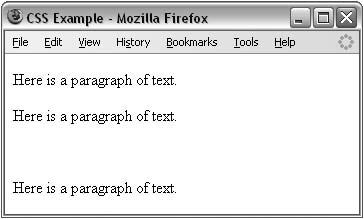 CSS Example - Mozilla Firefox
File Edit View History Bookmarks Tools Help
Here is a paragraph of text.
Here is a paragraph of text.
Here is a paragraph of text.